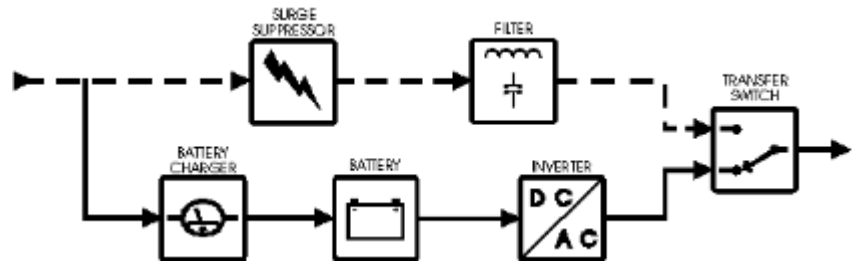 SURGE
SUPPRESSOR
FILTER
TRANSFER
SWITCH
BATTERY
CHARGER
BATTERY
INVERTER
D C
A C